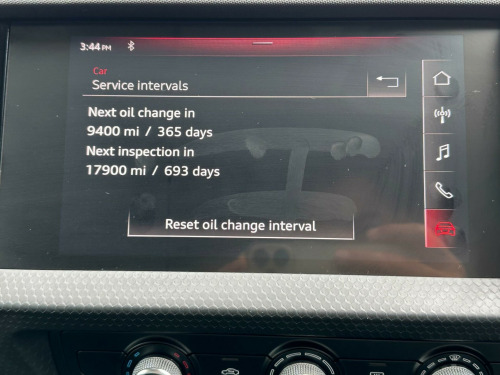 3:44 PM
Car
Service intervals
Next oil change in
9400 mi / 365 days
Next inspection in
17900 mi / 693 days
Reset oil change interval